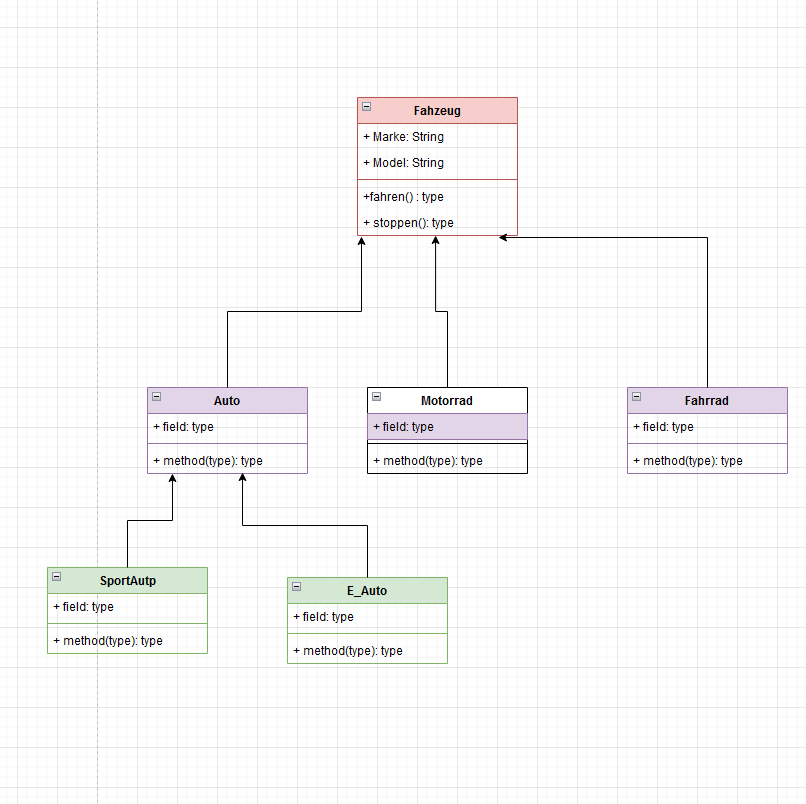 Fahzeug
+ Marke: String
+ Model: String
+fahren() : type
+ stoppen(): type
Auto
+ field: type
+ method(type): type
Motorrad
+ field: type
+ method(type): type
Fahrrad
+ field: type
+ method(type): type
SportAutp
+ field: type
+ method(type): type
E_Auto
+ field: type
+ method(type): type